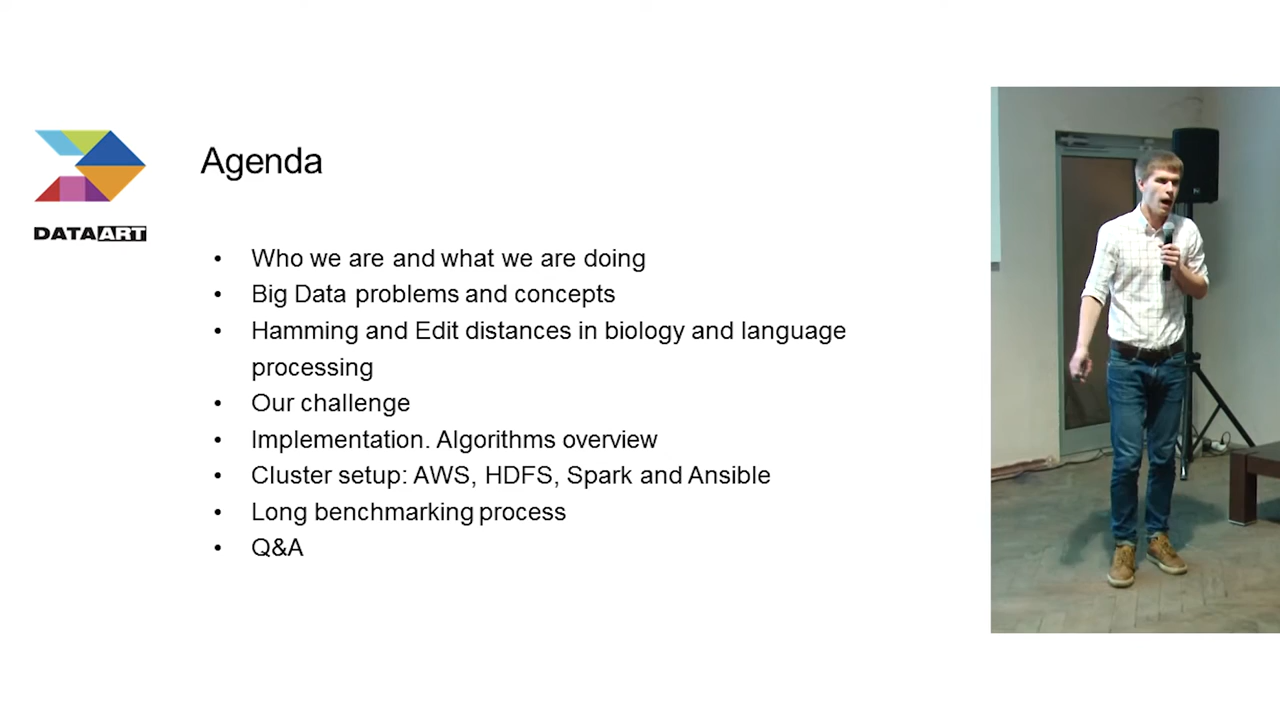 Agenda
DATAART
• Who we are and what we are doing
• Big Data problems and concepts
• Hamming and Edit distances in biology and language
processing
• Our challenge
• Implementation. Algorithms overview
• Cluster setup: AWS, HDFS, Spark and Ansible
• Long benchmarking process
• Q&A